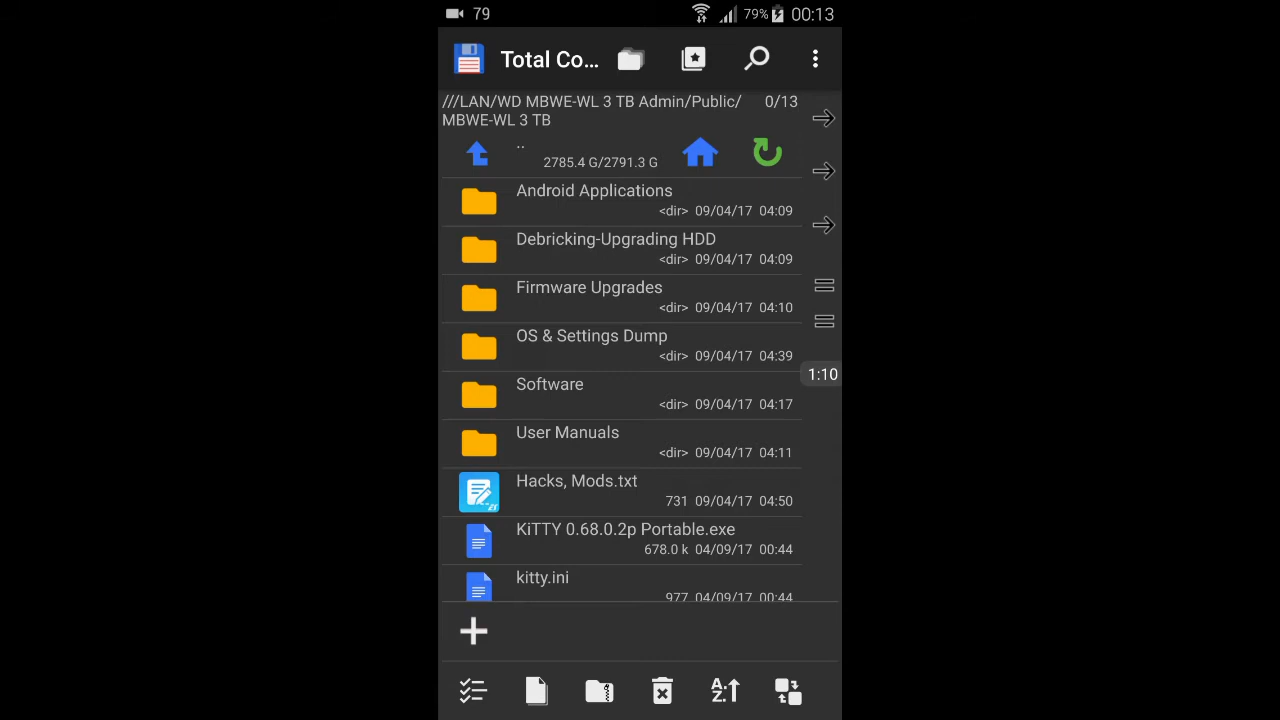 79 79% 00:13
Total Co...
///LAN/WD MBWE-WL 3 TB Admin/Public/ 0/13
MBWE-WL 3 TB
..
2785.4 G/2791.3 G
Android Applications
<dir> 09/04/17 04:09
Debricking-Upgrading HDD
<dir> 09/04/17 04:09
Firmware Upgrades
<dir> 09/04/17 04:10
OS & Settings Dump
<dir> 09/04/17 04:39
1:10
Software
<dir> 09/04/17 04:17
User Manuals
<dir> 09/04/17 04:11
Hacks, Mods.txt
731 09/04/17 04:50
KiTTY 0.68.0.2p Portable.exe
678.0 k 04/09/17 00:44
kitty.ini
977 04/09/17 00:44
A:
Z: